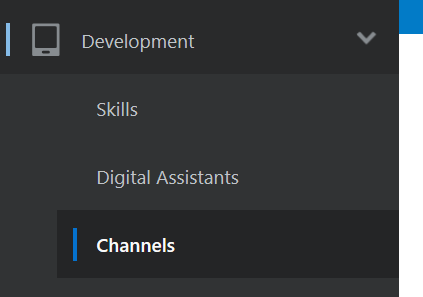 Development
Skills
Digital Assistants
Channels